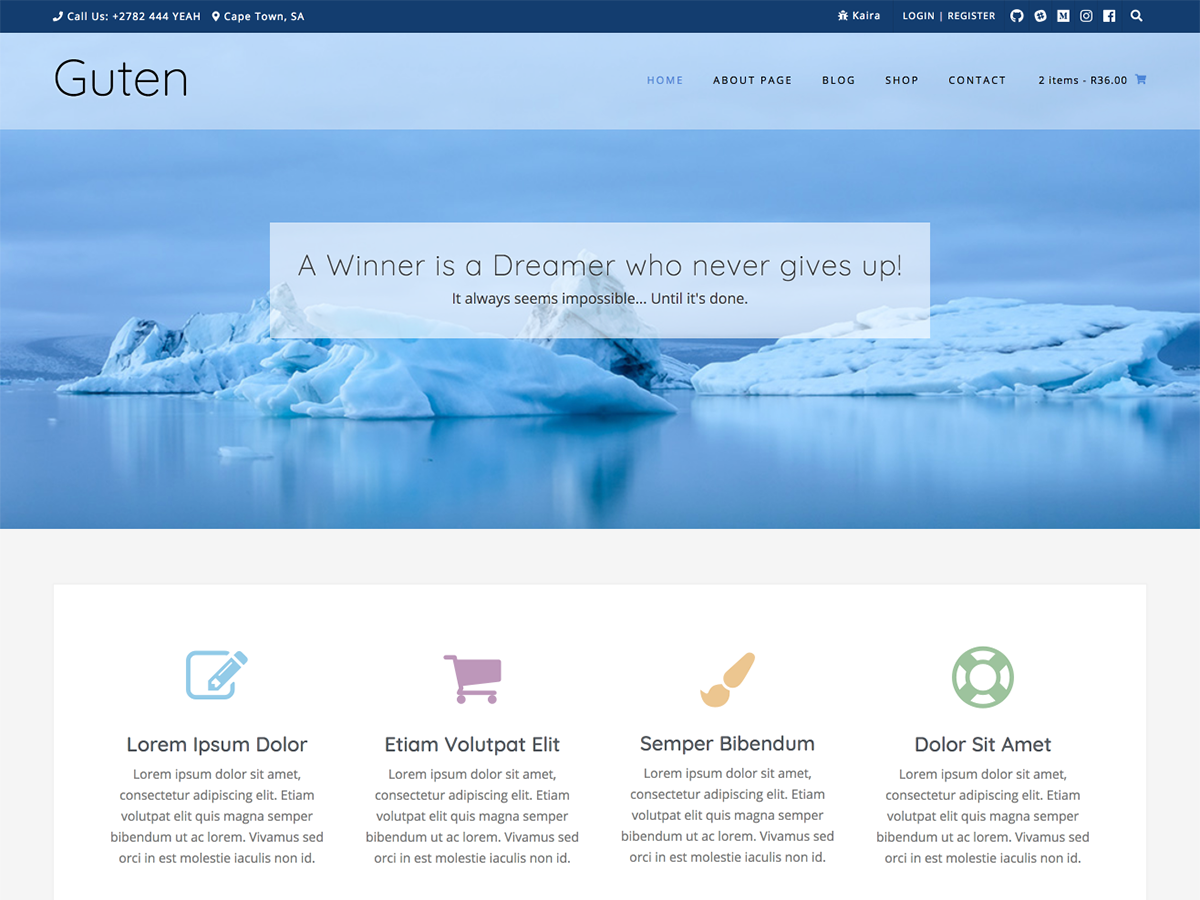 Call Us: +2782 444 YEAH Cape Town, SA
Kaira LOGIN | REGISTER
Guten
HOME ABOUT PAGE BLOG SHOP CONTACT 2 items - R36.00
A Winner is a Dreamer who never gives up!
It always seems impossible... Until it's done.
Lorem Ipsum Dolor
Lorem ipsum dolor sit amet,
consectetur adipiscing elit. Etiam
volutpat elit quis magna semper
bibendum ut ac lorem. Vivamus sed
orci in est molestie iaculis non id.
Etiam Volutpat Elit
Lorem ipsum dolor sit amet,
consectetur adipiscing elit. Etiam
volutpat elit quis magna semper
bibendum ut ac lorem. Vivamus sed
orci in est molestie iaculis non id.
Semper Bibendum
Lorem ipsum dolor sit amet,
consectetur adipiscing elit. Etiam
volutpat elit quis magna semper
bibendum ut ac lorem. Vivamus sed
orci in est molestie iaculis non id.
Dolor Sit Amet
Lorem ipsum dolor sit amet,
consectetur adipiscing elit. Etiam
volutpat elit quis magna semper
bibendum ut ac lorem. Vivamus sed
orci in est molestie iaculis non id.